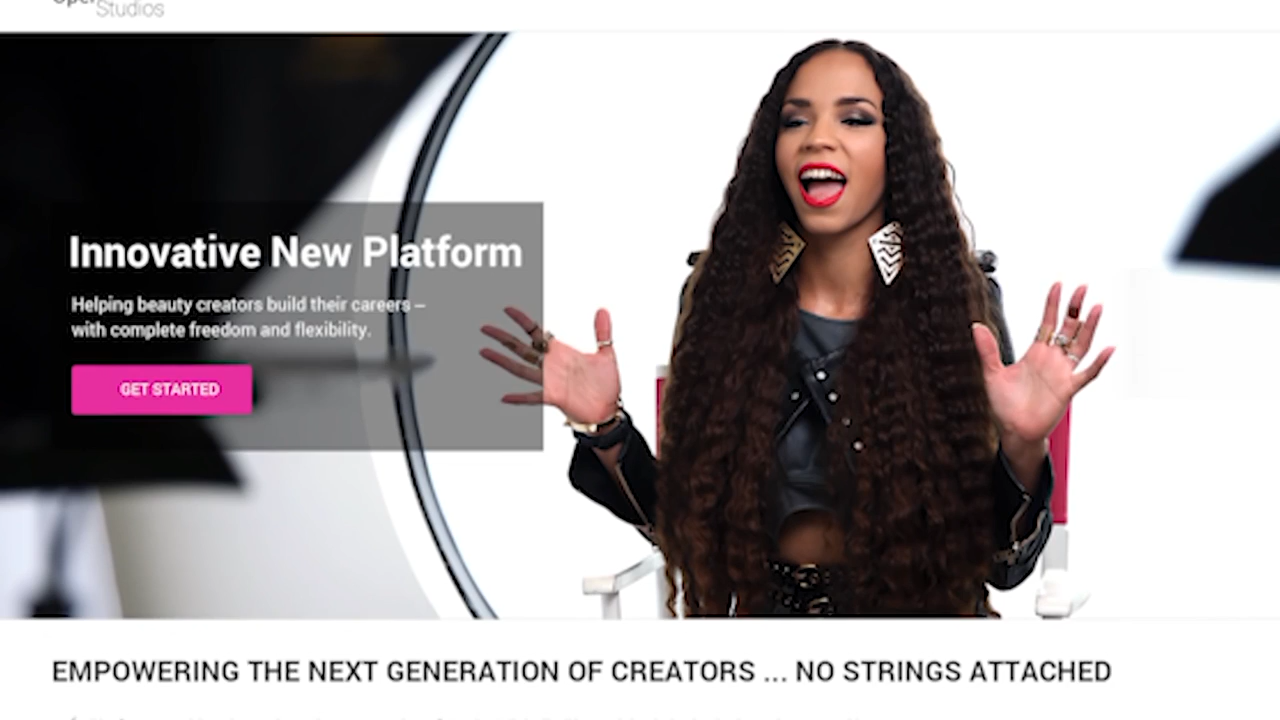 Studios
Innovative New Platform
Helping beauty creators build their careers –
with complete freedom and flexibility.
GET STARTED
EMPOWERING THE NEXT GENERATION OF CREATORS ... NO STRINGS ATTACHED